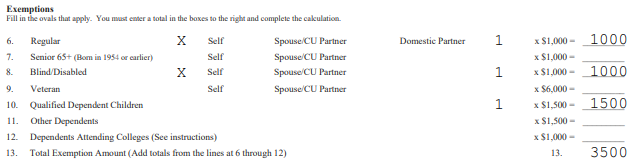 Exemptions
Fill in the ovals that apply. You must enter a total in the boxes to the right and complete the calculation.
6. Regular X Self Spouse/CU Partner Domestic Partner 1 x $1,000 = 1000
7. Senior 65+ (Born in 1954 or earlier) Self Spouse/CU Partner x $1,000 =
8. Blind/Disabled X Self Spouse/CU Partner 1 x $1,000 = 1000
9. Veteran Self Spouse/CU Partner x $6,000 =
10. Qualified Dependent Children 1 x $1,500 = 1500
11. Other Dependents x $1,500 =
12. Dependents Attending Colleges (See instructions) x $1,000 =
13. Total Exemption Amount (Add totals from the lines at 6 through 12) 13. 3500